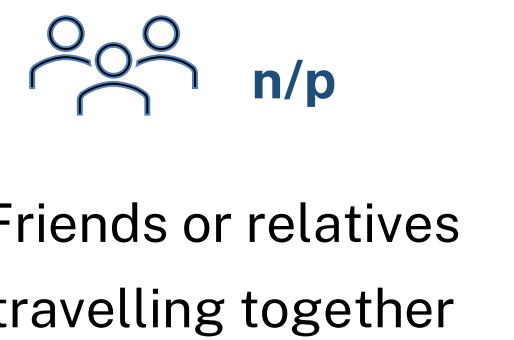 n/p
Friends or relatives
travelling together